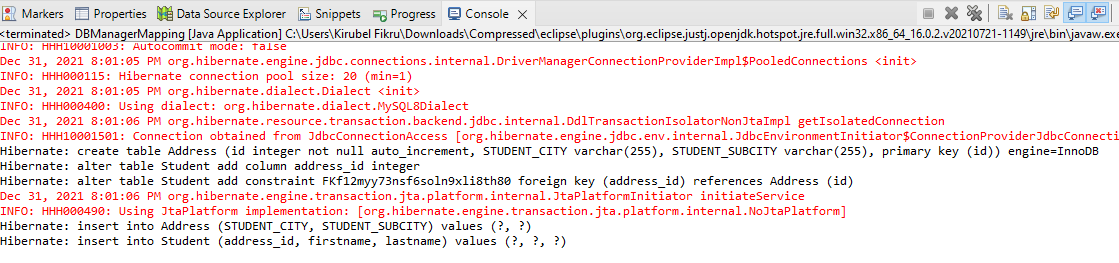 Markers Properties Data Source Explorer Snippets Progress Console
<terminated> DBManagerMapping [Java Application] C:\Users\Kirubel Fikru\Downloads\Compressed\eclipse\plugins\org.eclipse.justj.openjdk.hotspot.jre.full.win32.x86_64_16.0.2.v20210721-1149\jre\bin\javaw.exe
INFO: HHH10001003: Autocommit mode: false
Dec 31, 2021 8:01:05 PM org.hibernate.engine.jdbc.connections.internal.DriverManagerConnectionProviderImpl$PooledConnections <init>
INFO: HHH000115: Hibernate connection pool size: 20 (min=1)
Dec 31, 2021 8:01:05 PM org.hibernate.dialect.Dialect <init>
INFO: HHH000400: Using dialect: org.hibernate.dialect.MySQL8Dialect
Dec 31, 2021 8:01:06 PM org.hibernate.resource.transaction.backend.jdbc.internal.DdlTransactionIsolatorNonJtaImpl getIsolatedConnection
INFO: HHH10001501: Connection obtained from JdbcConnectionAccess [org.hibernate.engine.jdbc.env.internal.JdbcEnvironmentInitiator$ConnectionProviderJdbcConnecti
Hibernate: create table Address (id integer not null auto_increment, STUDENT_CITY varchar(255), STUDENT_SUBCITY varchar(255), primary key (id)) engine=InnoDB
Hibernate: alter table Student add column address_id integer
Hibernate: alter table Student add constraint FKf12myy73nsf6soln9xli8th80 foreign key (address_id) references Address (id)
Dec 31, 2021 8:01:06 PM org.hibernate.engine.transaction.jta.platform.internal.JtaPlatformInitiator initiateService
INFO: HHH000490: Using JtaPlatform implementation: [org.hibernate.engine.transaction.jta.platform.internal.NoJtaPlatform]
Hibernate: insert into Address (STUDENT_CITY, STUDENT_SUBCITY) values (?, ?)
Hibernate: insert into Student (address_id, firstname, lastname) values (?, ?, ?)